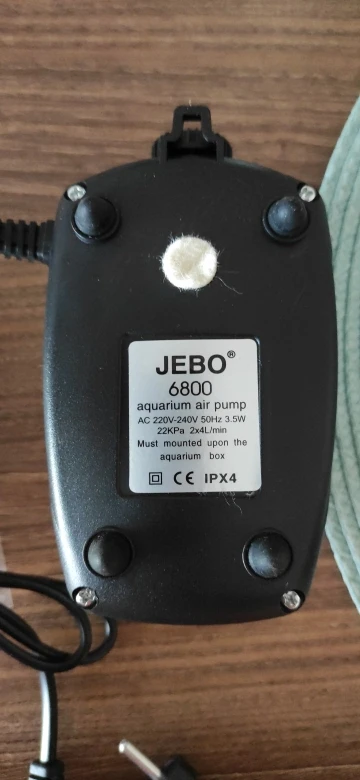 JEBO®
6800
aquarium air pump
AC 220V-240V 50Hz 3.5W
22KPa 2x4L/min
Must mounted upon the
aquarium box
CE IPX4